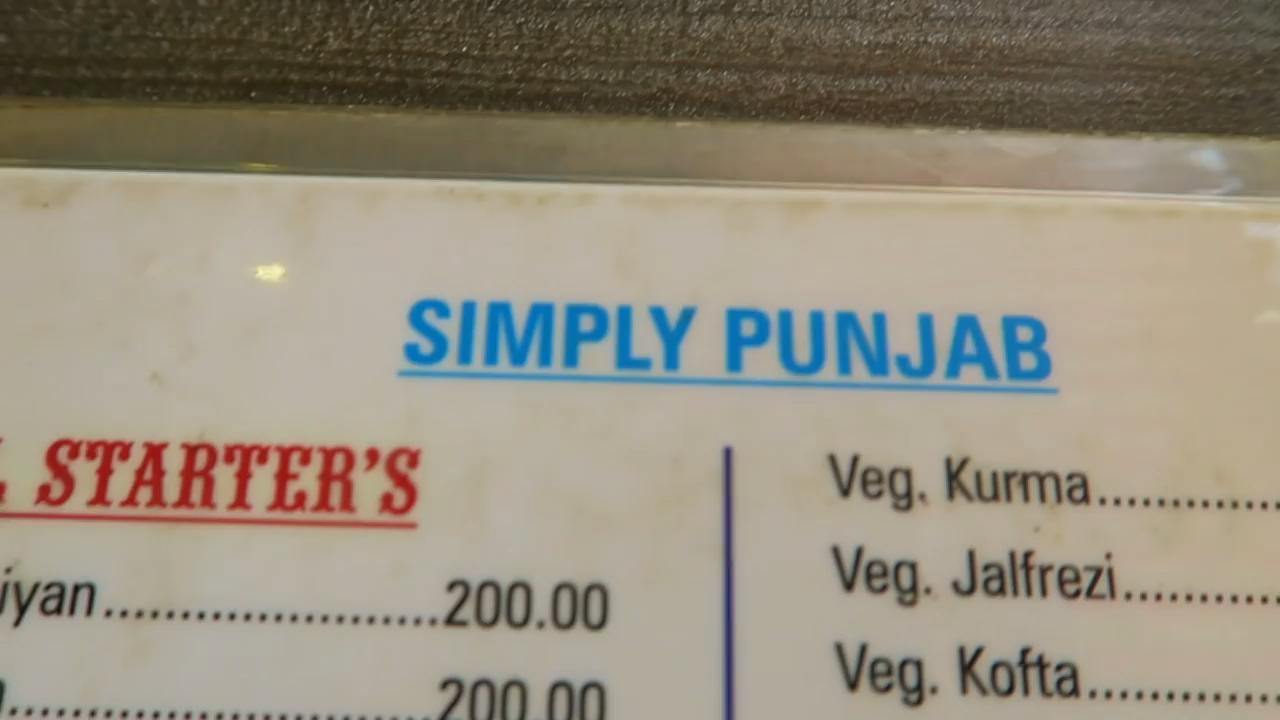 SIMPLY PUNJAB
STARTER'S
200.00
200.00
Veg. Kurma
Veg. Jalfrezi
Veg. Kofta